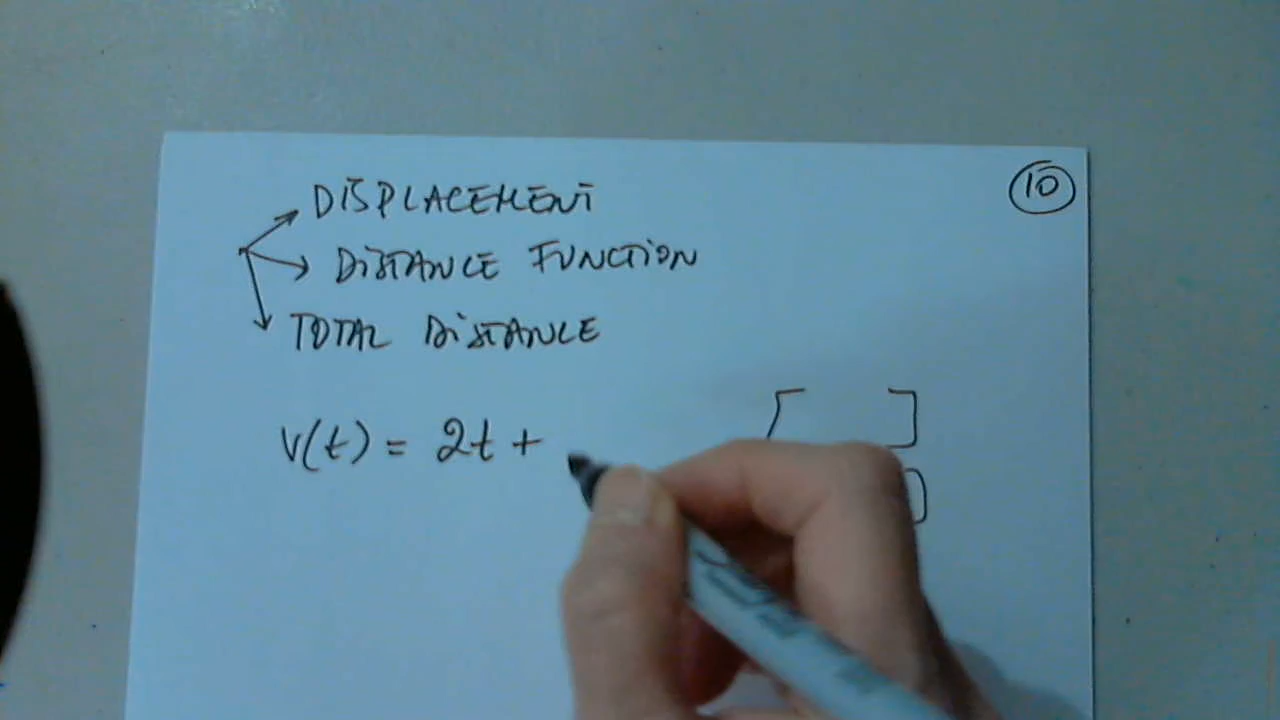 10
DISPLACEMENT
DISTANCE FUNCTION
TOTAL DISTANCE
v(t) = 2t +
[ ]